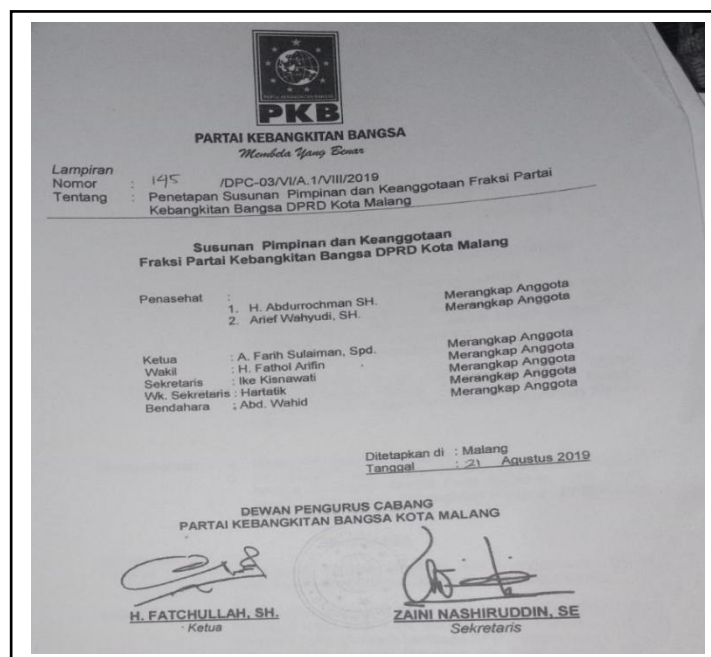 PKB
PARTAI KEBANGKITAN BANGSA
Membela Yang Benar
Lampiran
Nomor : 145 /DPC-03/VI/A.1/VIII/2019
Tentang : Penetapan Susunan Pimpinan dan Keanggotaan Fraksi Partai
Kebangkitan Bangsa DPRD Kota Malang
Susunan Pimpinan dan Keanggotaan
Fraksi Partai Kebangkitan Bangsa DPRD Kota Malang
Penasehat :
1. H. Abdurrochman SH. Merangkap Anggota
2. Arief Wahyudi, SH. Merangkap Anggota
Ketua : A. Farih Sulaiman, Spd. Merangkap Anggota
Wakil : H. Fathol Arifin Merangkap Anggota
Sekretaris : Ike Kisnawati Merangkap Anggota
Wk. Sekretaris : Hartatik Merangkap Anggota
Bendahara : Abd. Wahid Merangkap Anggota
Ditetapkan di : Malang
Tanggal : 21 Agustus 2019
DEWAN PENGURUS CABANG
PARTAI KEBANGKITAN BANGSA KOTA MALANG
H. FATCHULLAH, SH. ZAINI NASHIRUDDIN, SE
Ketua Sekretaris